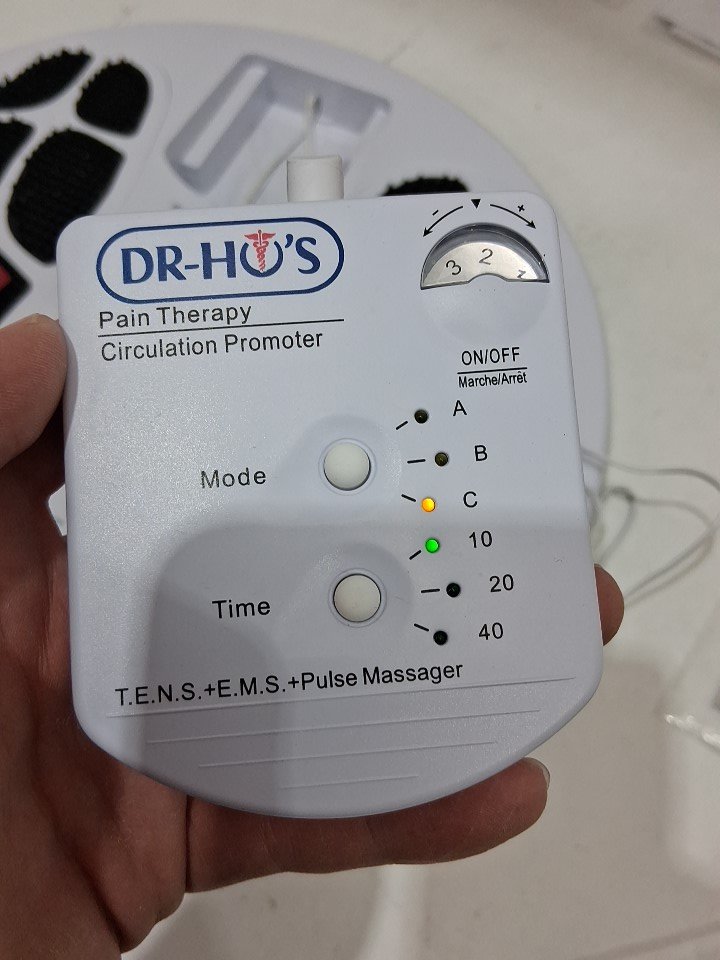 DR-HO'S
Pain Therapy
Circulation Promoter
- +
3 2 1
ON/OFF
Marche/Arrêt
A
B
Mode
C
10
20
Time
40
T.E.N.S.+E.M.S.+Pulse Massager